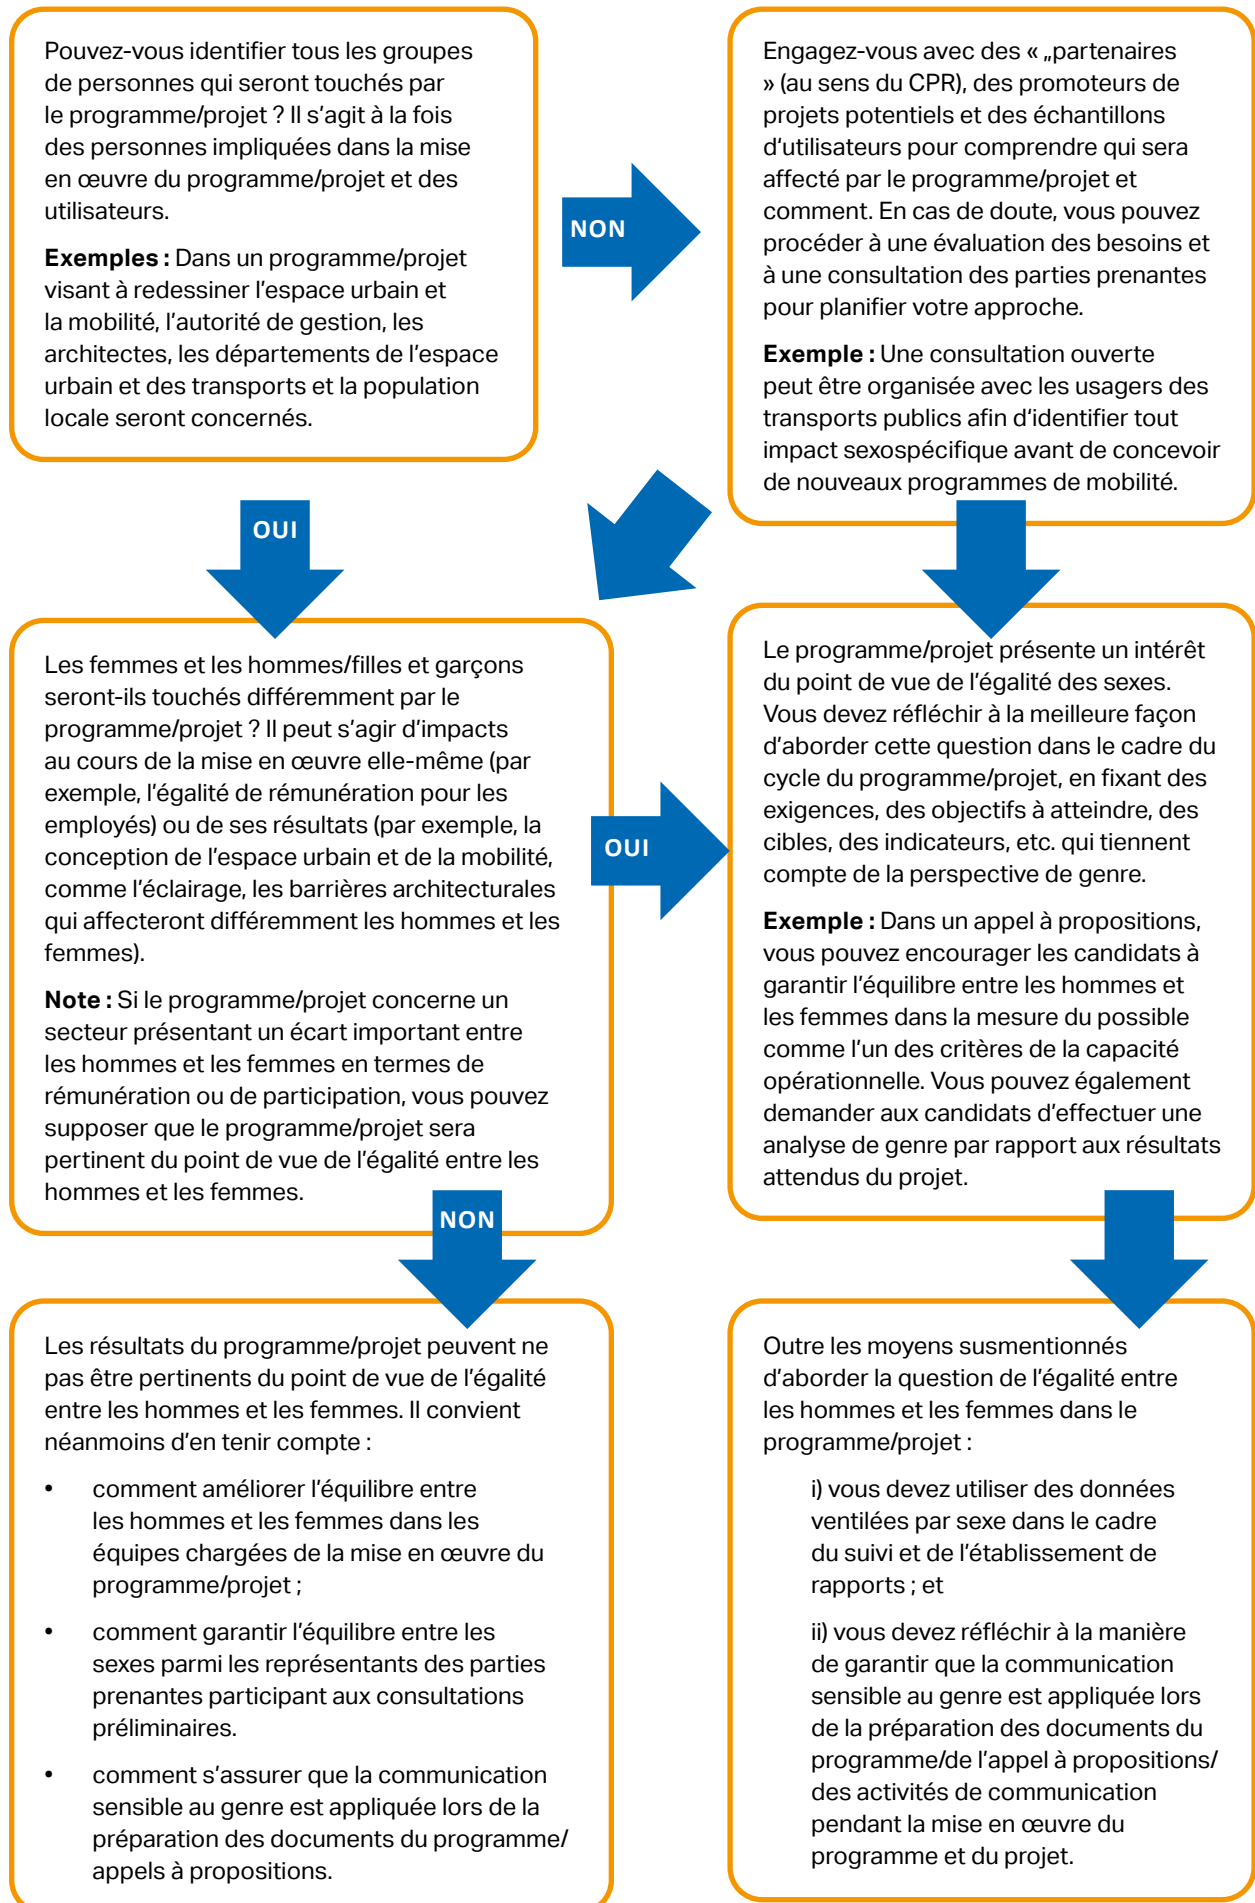 Pouvez-vous identifier tous les groupes
de personnes qui seront touchés par
le programme/projet ? Il s’agit à la fois
des personnes impliquées dans la mise
en œuvre du programme/projet et des
utilisateurs.
Exemples : Dans un programme/projet
visant à redessiner l’espace urbain et
la mobilité, l’autorité de gestion, les
architectes, les départements de l’espace
urbain et des transports et la population
locale seront concernés.
NON
Engagez-vous avec des « „partenaires
» (au sens du CPR), des promoteurs de
projets potentiels et des échantillons
d’utilisateurs pour comprendre qui sera
affecté par le programme/projet et
comment. En cas de doute, vous pouvez
procéder à une évaluation des besoins et
à une consultation des parties prenantes
pour planifier votre approche.
Exemple : Une consultation ouverte
peut être organisée avec les usagers des
transports publics afin d’identifier tout
impact sexospécifique avant de concevoir
de nouveaux programmes de mobilité.
OUI
Les femmes et les hommes/filles et garçons
seront-ils touchés différemment par le
programme/projet ? Il peut s’agir d’impacts
au cours de la mise en œuvre elle-même (par
exemple, l’égalité de rémunération pour les
employés) ou de ses résultats (par exemple, la
conception de l’espace urbain et de la mobilité,
comme l’éclairage, les barrières architecturales
qui affecteront différemment les hommes et les
femmes).
Note : Si le programme/projet concerne un
secteur présentant un écart important entre
les hommes et les femmes en termes de
rémunération ou de participation, vous pouvez
supposer que le programme/projet sera
pertinent du point de vue de l’égalité entre les
hommes et les femmes.
OUI
Le programme/projet présente un intérêt
du point de vue de l’égalité des sexes.
Vous devez réfléchir à la meilleure façon
d’aborder cette question dans le cadre du
cycle du programme/projet, en fixant des
exigences, des objectifs à atteindre, des
cibles, des indicateurs, etc. qui tiennent
compte de la perspective de genre.
Exemple : Dans un appel à propositions,
vous pouvez encourager les candidats à
garantir l’équilibre entre les hommes et
les femmes dans la mesure du possible
comme l’un des critères de la capacité
opérationnelle. Vous pouvez également
demander aux candidats d’effectuer une
analyse de genre par rapport aux résultats
attendus du projet.
NON
Les résultats du programme/projet peuvent ne
pas être pertinents du point de vue de l’égalité
entre les hommes et les femmes. Il convient
néanmoins d’en tenir compte :
• comment améliorer l’équilibre entre
les hommes et les femmes dans les
équipes chargées de la mise en œuvre du
programme/projet ;
• comment garantir l’équilibre entre les
sexes parmi les représentants des parties
prenantes participant aux consultations
préliminaires.
• comment s’assurer que la communication
sensible au genre est appliquée lors de la
préparation des documents du programme/
appels à propositions.
Outre les moyens susmentionnés
d’aborder la question de l’égalité entre
les hommes et les femmes dans le
programme/projet :
i) vous devez utiliser des données
ventilées par sexe dans le cadre
du suivi et de l’établissement de
rapports ; et
ii) vous devez réfléchir à la manière
de garantir que la communication
sensible au genre est appliquée lors
de la préparation des documents du
programme/de l’appel à propositions/
des activités de communication
pendant la mise en œuvre du
programme et du projet.